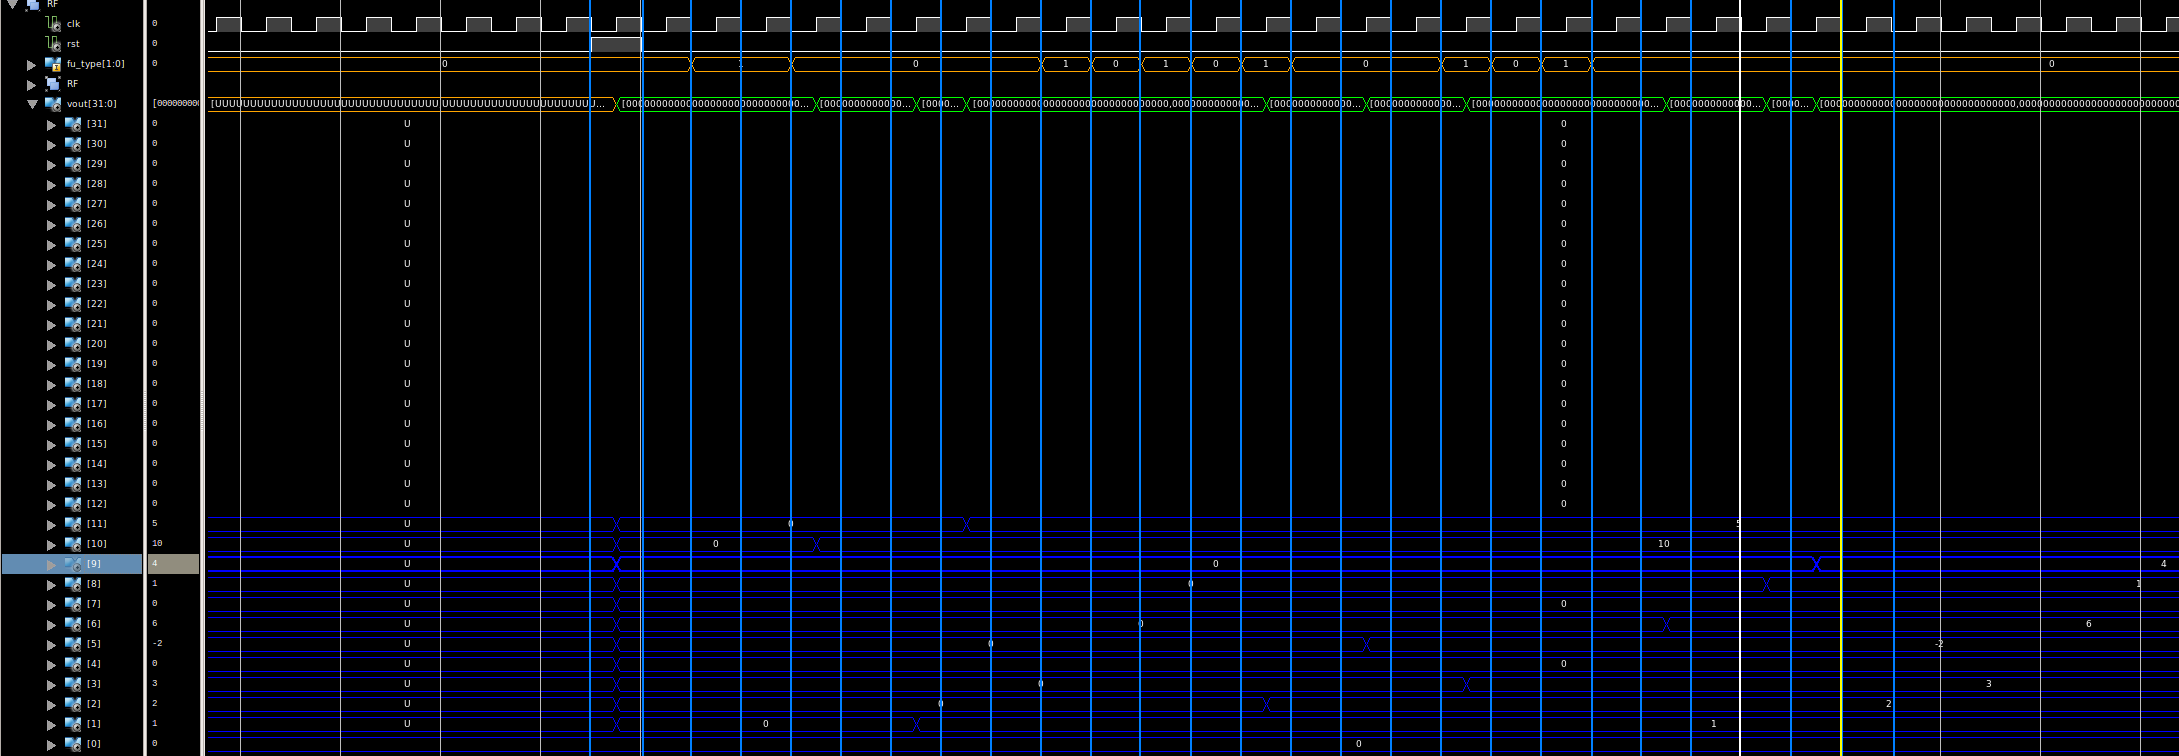 RF
clk 0
rst 0
fu_type[1:0] 0 0 1 0 1 0 1 0 1 0 1 0 1 0
RF
vout[31:0] [000000000
[31] 0 U 0
[30] 0 U 0
[29] 0 U 0
[28] 0 U 0
[27] 0 U 0
[26] 0 U 0
[25] 0 U 0
[24] 0 U 0
[23] 0 U 0
[22] 0 U 0
[21] 0 U 0
[20] 0 U 0
[19] 0 U 0
[18] 0 U 0
[17] 0 U 0
[16] 0 U 0
[15] 0 U 0
[14] 0 U 0
[13] 0 U 0
[12] 0 U 0
[11] 5 U 0 5
[10] 10 U 0 10
[9] 4 U 0 4
[8] 1 U 0 1
[7] 0 U 0
[6] 6 U 0 6
[5] -2 U 0 -2
[4] 0 U 0
[3] 3 U 0 3
[2] 2 U 0 2
[1] 1 U 0 1
[0] 0 0